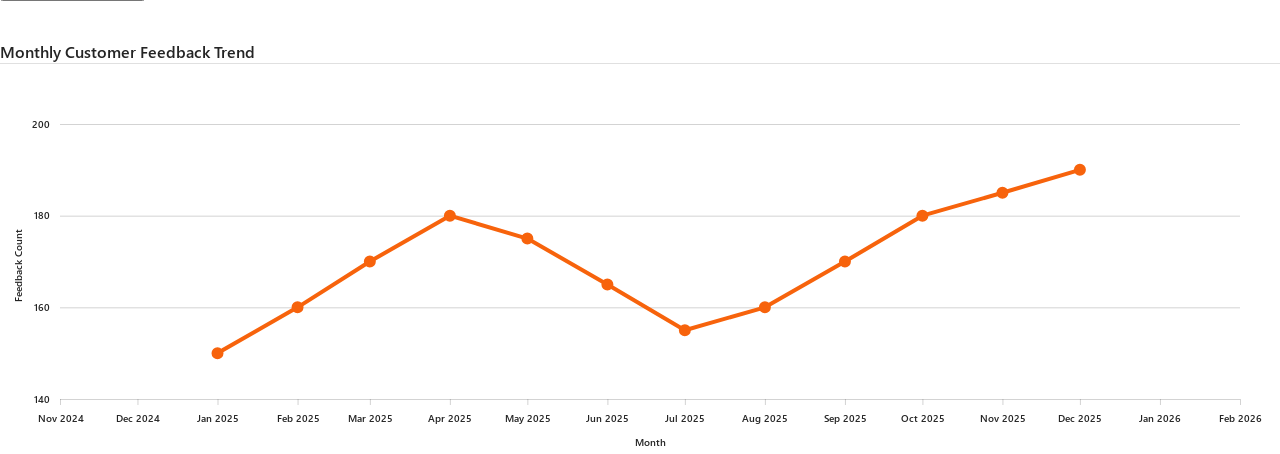 Monthly Customer Feedback Trend
200
180
160
140
Feedback Count
Nov 2024 Dec 2024 Jan 2025 Feb 2025 Mar 2025 Apr 2025 May 2025 Jun 2025 Jul 2025 Aug 2025 Sep 2025 Oct 2025 Nov 2025 Dec 2025 Jan 2026 Feb 2026
Month